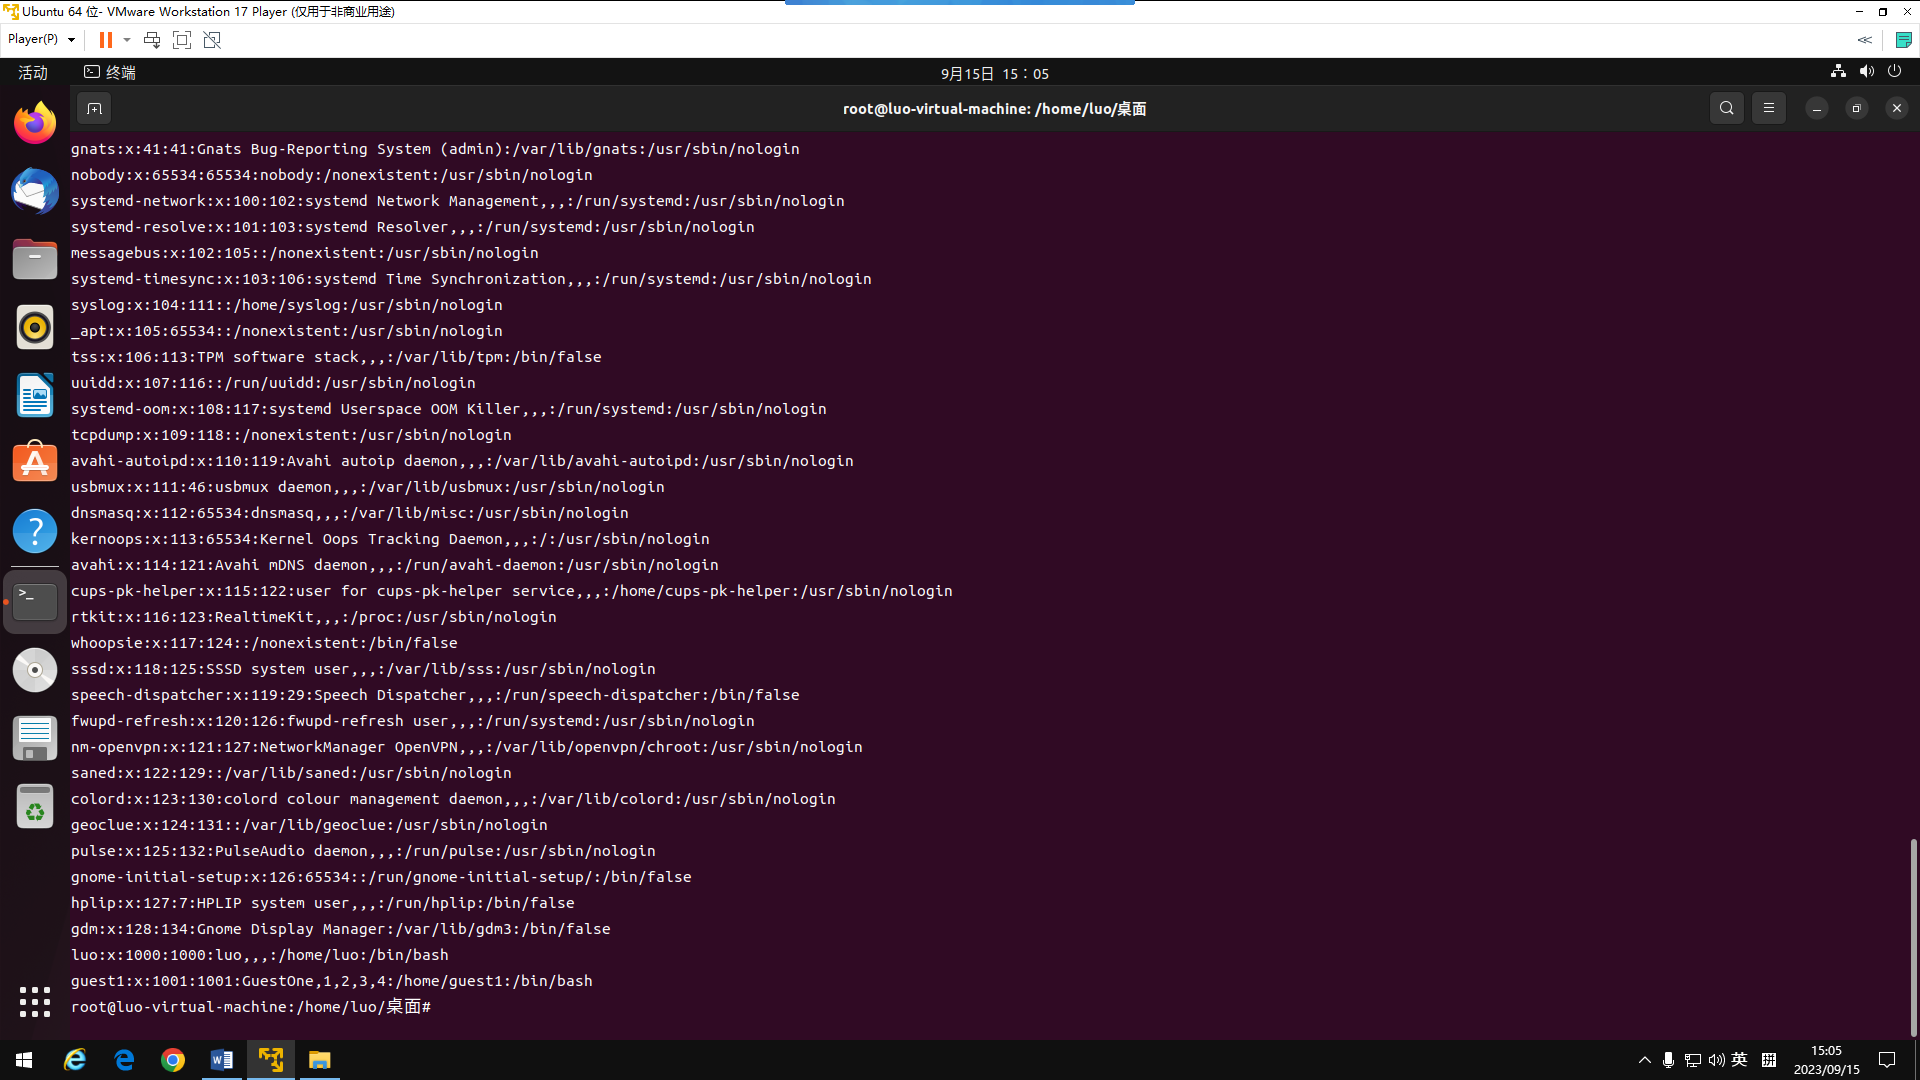 Ubuntu 64 位- VMware Workstation 17 Player (仅用于非商业用途)
Player(P)
活动
终端
9月15日 15：05
root@luo-virtual-machine: /home/luo/桌面
gnats:x:41:41:Gnats Bug-Reporting System (admin):/var/lib/gnats:/usr/sbin/nologin
nobody:x:65534:65534:nobody:/nonexistent:/usr/sbin/nologin
systemd-network:x:100:102:systemd Network Management,,,:/run/systemd:/usr/sbin/nologin
systemd-resolve:x:101:103:systemd Resolver,,,:/run/systemd:/usr/sbin/nologin
messagebus:x:102:105::/nonexistent:/usr/sbin/nologin
systemd-timesync:x:103:106:systemd Time Synchronization,,,:/run/systemd:/usr/sbin/nologin
syslog:x:104:111::/home/syslog:/usr/sbin/nologin
_apt:x:105:65534::/nonexistent:/usr/sbin/nologin
tss:x:106:113:TPM software stack,,,:/var/lib/tpm:/bin/false
uuidd:x:107:116::/run/uuidd:/usr/sbin/nologin
systemd-oom:x:108:117:systemd Userspace OOM Killer,,,:/run/systemd:/usr/sbin/nologin
tcpdump:x:109:118::/nonexistent:/usr/sbin/nologin
avahi-autoipd:x:110:119:Avahi autoip daemon,,,:/var/lib/avahi-autoipd:/usr/sbin/nologin
usbmux:x:111:46:usbmux daemon,,,:/var/lib/usbmux:/usr/sbin/nologin
dnsmasq:x:112:65534:dnsmasq,,,:/var/lib/misc:/usr/sbin/nologin
kernoops:x:113:65534:Kernel Oops Tracking Daemon,,,:/:/usr/sbin/nologin
avahi:x:114:121:Avahi mDNS daemon,,,:/run/avahi-daemon:/usr/sbin/nologin
cups-pk-helper:x:115:122:user for cups-pk-helper service,,,:/home/cups-pk-helper:/usr/sbin/nologin
rtkit:x:116:123:RealtimeKit,,,:/proc:/usr/sbin/nologin
whoopsie:x:117:124::/nonexistent:/bin/false
sssd:x:118:125:SSSD system user,,,:/var/lib/sss:/usr/sbin/nologin
speech-dispatcher:x:119:29:Speech Dispatcher,,,:/run/speech-dispatcher:/bin/false
fwupd-refresh:x:120:126:fwupd-refresh user,,,:/run/systemd:/usr/sbin/nologin
nm-openvpn:x:121:127:NetworkManager OpenVPN,,,:/var/lib/openvpn/chroot:/usr/sbin/nologin
saned:x:122:129::/var/lib/saned:/usr/sbin/nologin
colord:x:123:130:colord colour management daemon,,,:/var/lib/colord:/usr/sbin/nologin
geoclue:x:124:131::/var/lib/geoclue:/usr/sbin/nologin
pulse:x:125:132:PulseAudio daemon,,,:/run/pulse:/usr/sbin/nologin
gnome-initial-setup:x:126:65534::/run/gnome-initial-setup/:/bin/false
hplip:x:127:7:HPLIP system user,,,:/run/hplip:/bin/false
gdm:x:128:134:Gnome Display Manager:/var/lib/gdm3:/bin/false
luo:x:1000:1000:luo,,,:/home/luo:/bin/bash
guest1:x:1001:1001:GuestOne,1,2,3,4:/home/guest1:/bin/bash
root@luo-virtual-machine:/home/luo/桌面#
英
15:05
2023/09/15